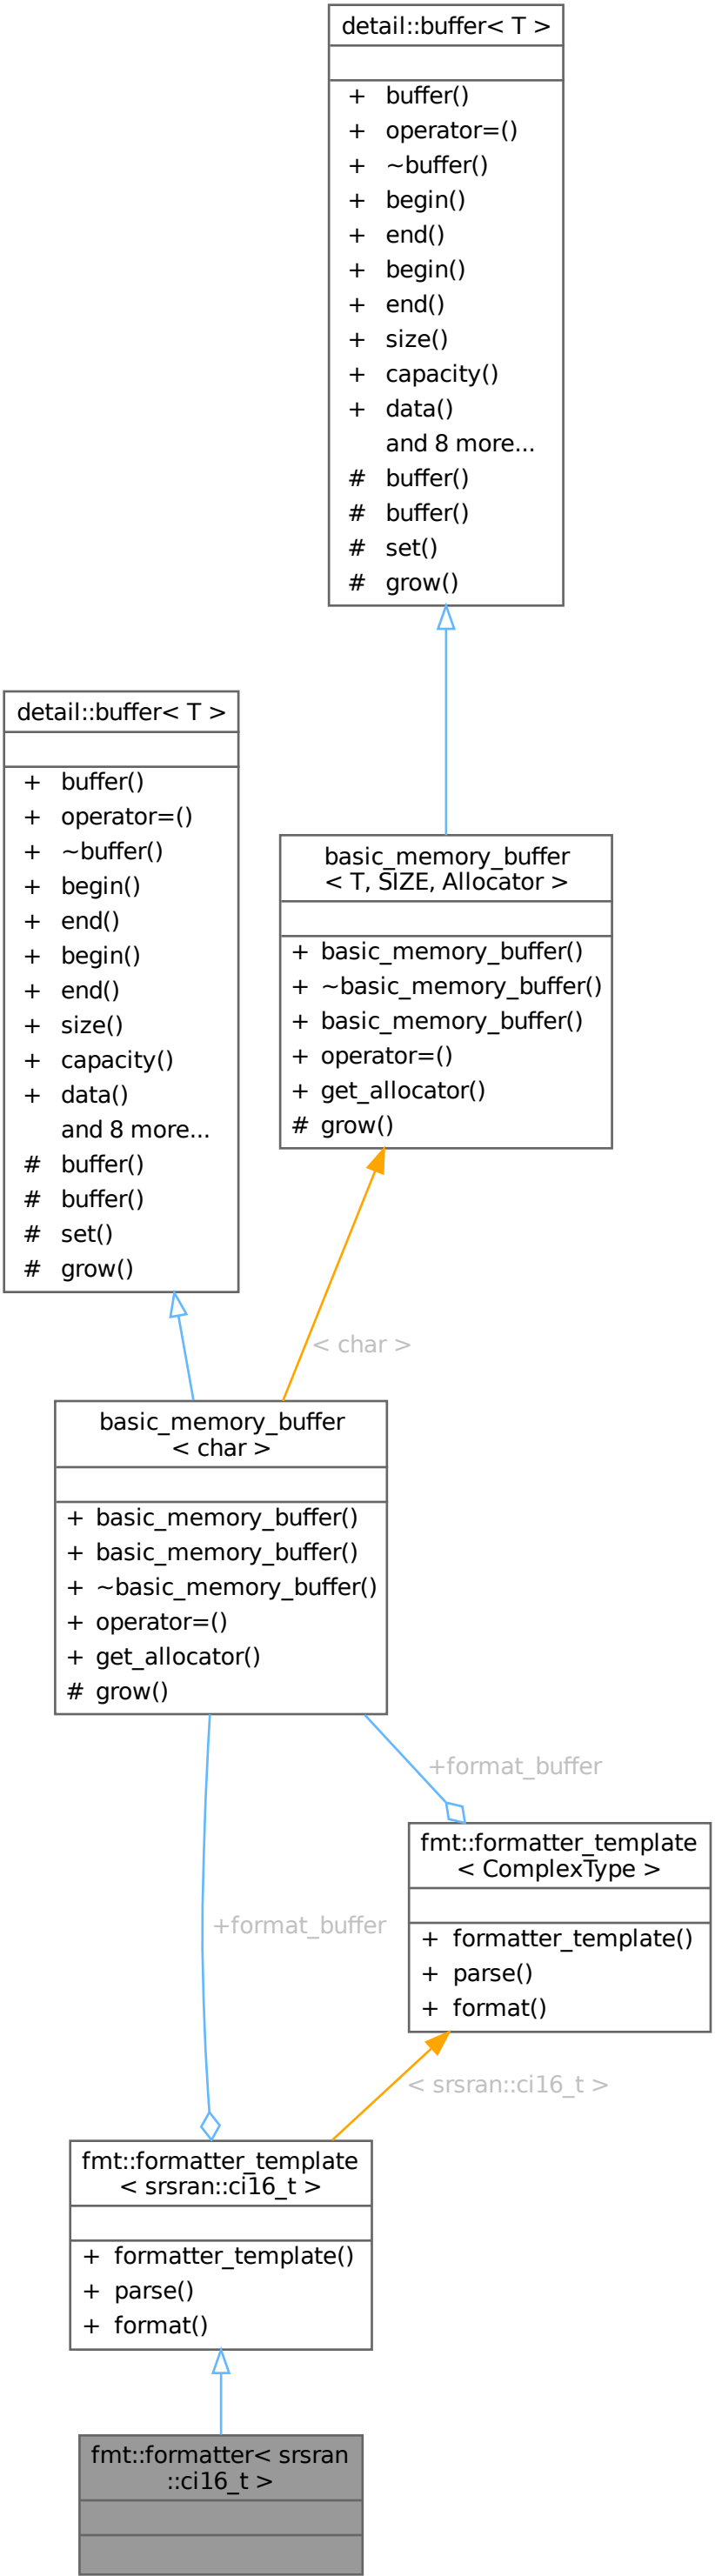 detail::buffer< T >
+ buffer()
+ operator=()
+ ~buffer()
+ begin()
+ end()
+ begin()
+ end()
+ size()
+ capacity()
+ data()
and 8 more...
# buffer()
# buffer()
# set()
# grow()
detail::buffer< T >
+ buffer()
+ operator=()
+ ~buffer()
+ begin()
+ end()
+ begin()
+ end()
+ size()
+ capacity()
+ data()
and 8 more...
# buffer()
# buffer()
# set()
# grow()
basic_memory_buffer
< T, SIZE, Allocator >
+ basic_memory_buffer()
+ ~basic_memory_buffer()
+ basic_memory_buffer()
+ operator=()
+ get_allocator()
# grow()
< char >
basic_memory_buffer
< char >
+ basic_memory_buffer()
+ basic_memory_buffer()
+ ~basic_memory_buffer()
+ operator=()
+ get_allocator()
# grow()
+format_buffer
fmt::formatter_template
< ComplexType >
+ formatter_template()
+ parse()
+ format()
+format_buffer
< srsran::ci16_t >
fmt::formatter_template
< srsran::ci16_t >
+ formatter_template()
+ parse()
+ format()
fmt::formatter< srsran
::ci16_t >